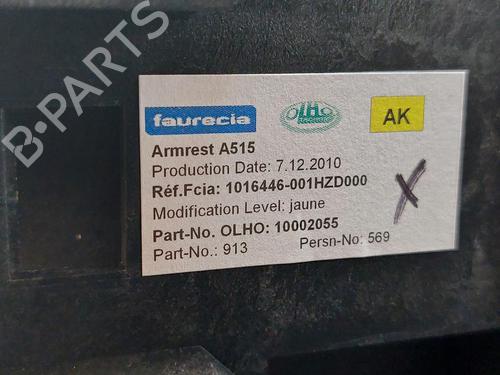 B-PARTS
faurecia
OLHO
TECHNIK
AK
Armrest A515
Production Date: 7.12.2010
Réf.Fcia: 1016446-001HZD000
Modification Level: jaune
Part-No. OLHO: 10002055
Part-No.: 913 Persn-No: 569